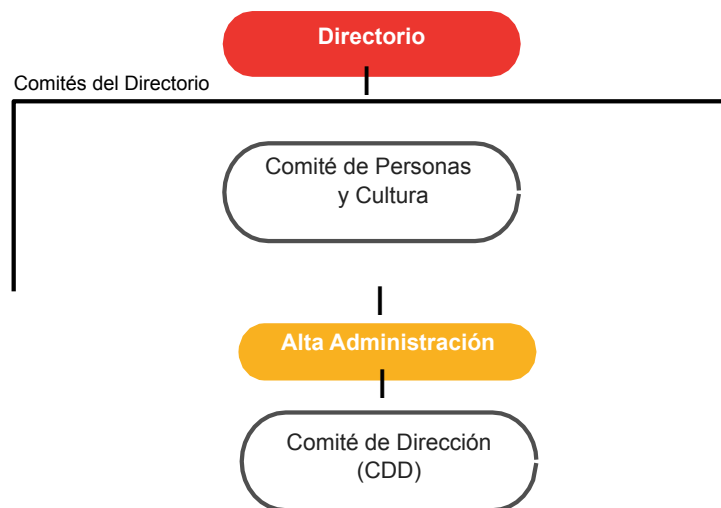 Directorio
Comités del Directorio
Comité de Personas
y Cultura
Alta Administración
Comité de Dirección
(CDD)